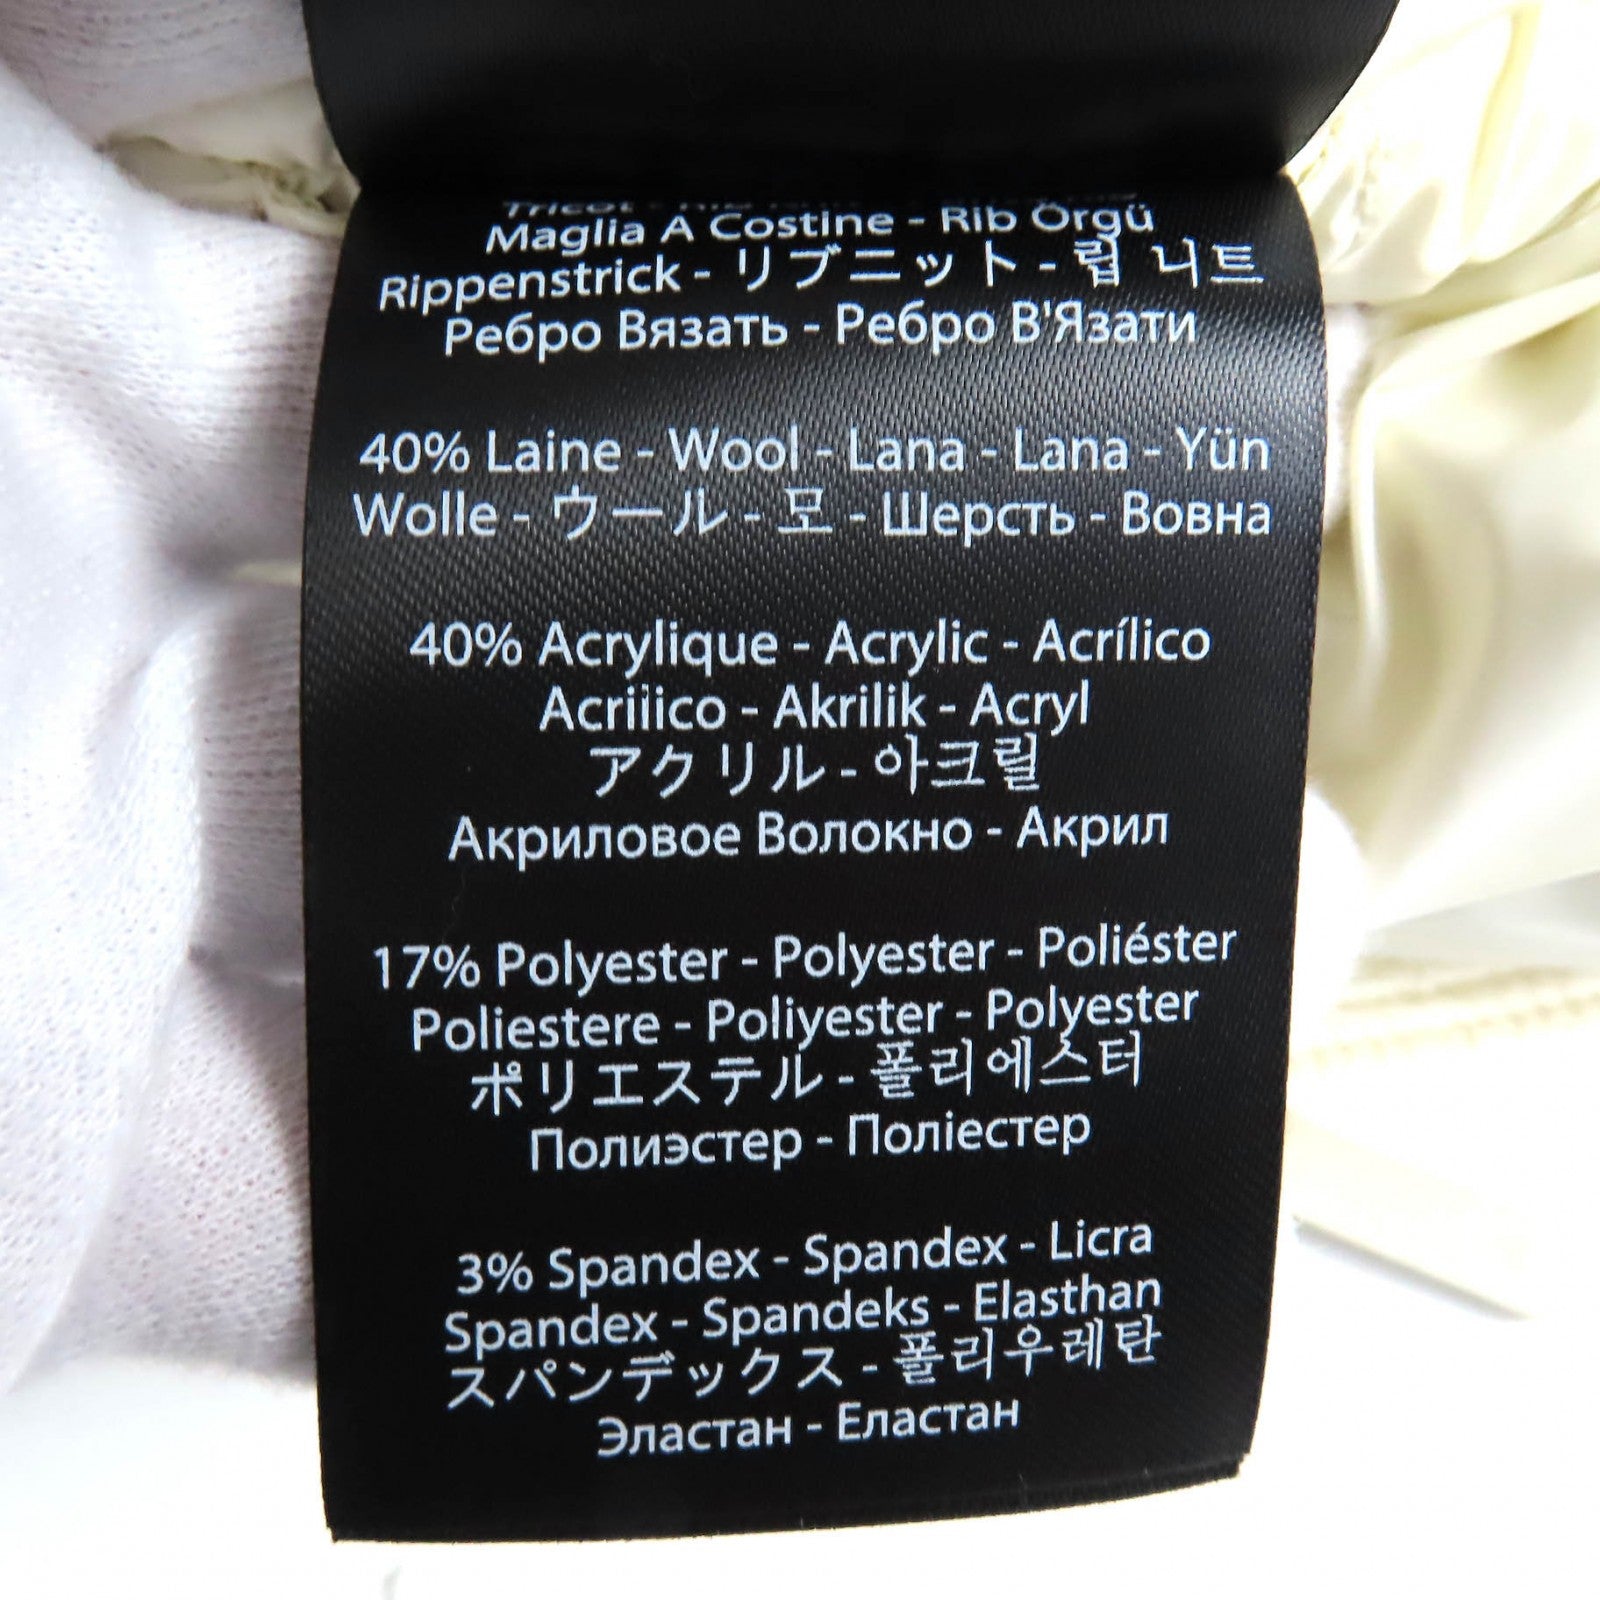 Tricot -
Maglia A Costine - Rib Örgü
Rippenstrick - リブニット - 립 니트
Ребро Вязать - Ребро В'Язати
40% Laine - Wool - Lana - Lana - Yün
Wolle - ウール - 모 - Шерсть - Вовна
40% Acrylique - Acrylic - Acrílico
Acriiico - Akrilik - Acryl
アクリル - 아크릴
Акриловое Волокно - Акрил
17% Polyester - Polyester - Poliéster
Poliestere - Poliyester - Polyester
ポリエステル - 폴리에스터
Полиэстер - Поліестер
3% Spandex - Spandex - Licra
Spandex - Spandeks - Elasthan
スパンデックス - 폴리우레탄
Эластан - Еластан